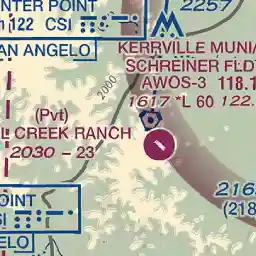 NTER POINT
122 CSI
AN ANGELO
2257
KERRVILLE MUNI/
SCHREINER FLD
AWOS-3 118.1
1617 *L 60 122.
2000
(Pvt)
L CREEK RANCH
2030 - 23
216
(218
OINT
SI
ELO